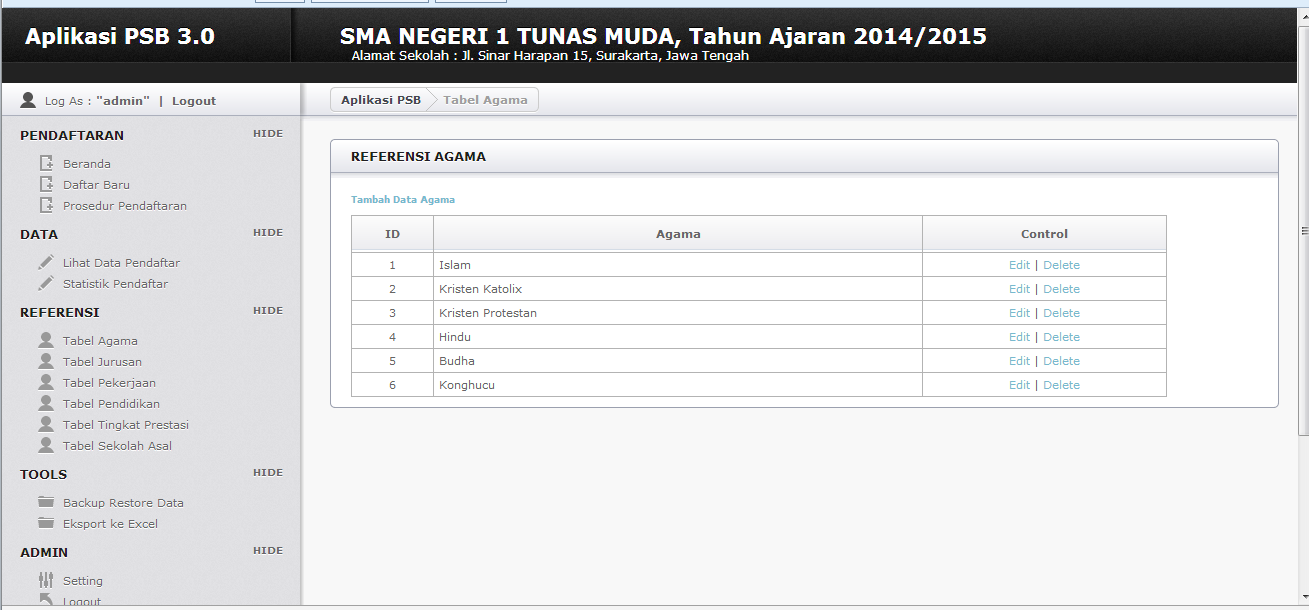 Aplikasi PSB 3.0
SMA NEGERI 1 TUNAS MUDA, Tahun Ajaran 2014/2015
Alamat Sekolah : Jl. Sinar Harapan 15, Surakarta, Jawa Tengah
Log As : "admin" | Logout
Aplikasi PSB Tabel Agama
PENDAFTARAN HIDE
Beranda
Daftar Baru
Prosedur Pendaftaran
DATA HIDE
Lihat Data Pendaftar
Statistik Pendaftar
REFERENSI HIDE
Tabel Agama
Tabel Jurusan
Tabel Pekerjaan
Tabel Pendidikan
Tabel Tingkat Prestasi
Tabel Sekolah Asal
TOOLS HIDE
Backup Restore Data
Eksport ke Excel
ADMIN HIDE
Setting
Logout
REFERENSI AGAMA
Tambah Data Agama
ID Agama Control
1 Islam Edit | Delete
2 Kristen Katolix Edit | Delete
3 Kristen Protestan Edit | Delete
4 Hindu Edit | Delete
5 Budha Edit | Delete
6 Konghucu Edit | Delete